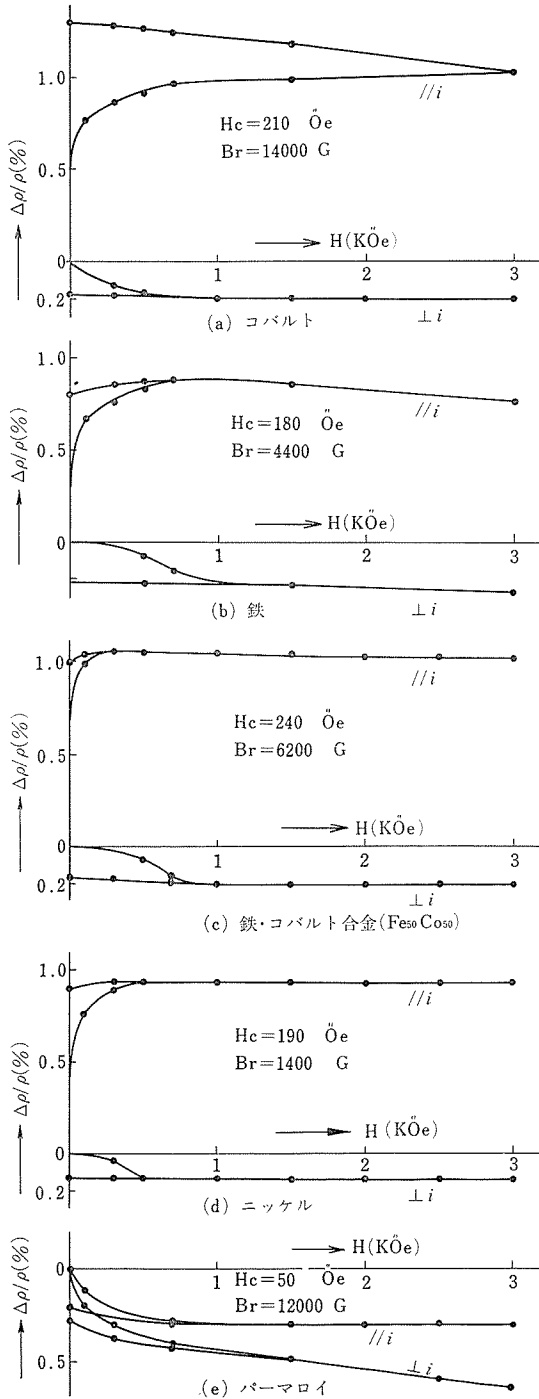 Δρ/ρ(%)
1.0
0.5
0
0.2
//i
Hc=210 Öe
Br=14000 G
H(KÖe)
1 2 3
⊥i
(a) コバルト
Δρ/ρ(%)
1.0
0.5
0
//i
Hc=180 Öe
Br=4400 G
H(KÖe)
1 2 3
⊥i
(b) 鉄
Δρ/ρ(%)
1.0
0.5
0
0.2
//i
Hc=240 Öe
Br=6200 G
H(KÖe)
1 2 3
⊥i
(c) 鉄・コバルト合金(Fe50 Co50)
Δρ/ρ(%)
1.0
0.5
0
0.2
//i
Hc=190 Öe
Br=1400 G
H(KÖe)
1 2 3
⊥i
(d) ニッケル
Δρ/ρ(%)
0
0.5
H(KÖe)
1 2 3
Hc=50 Öe
Br=12000 G
//i
⊥i
(e) パーマロイ